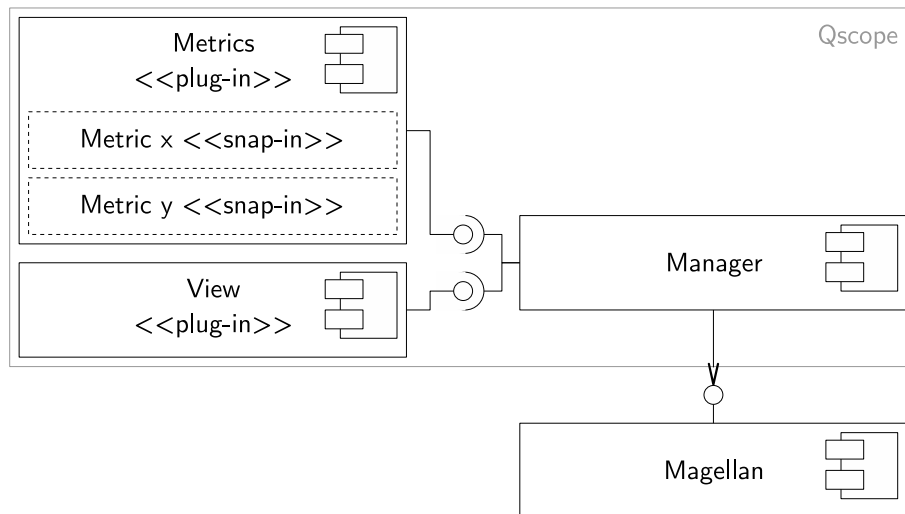 Qscope
Metrics
<<plug-in>>
Metric x <<snap-in>>
Metric y <<snap-in>>
View
<<plug-in>>
Manager
Magellan